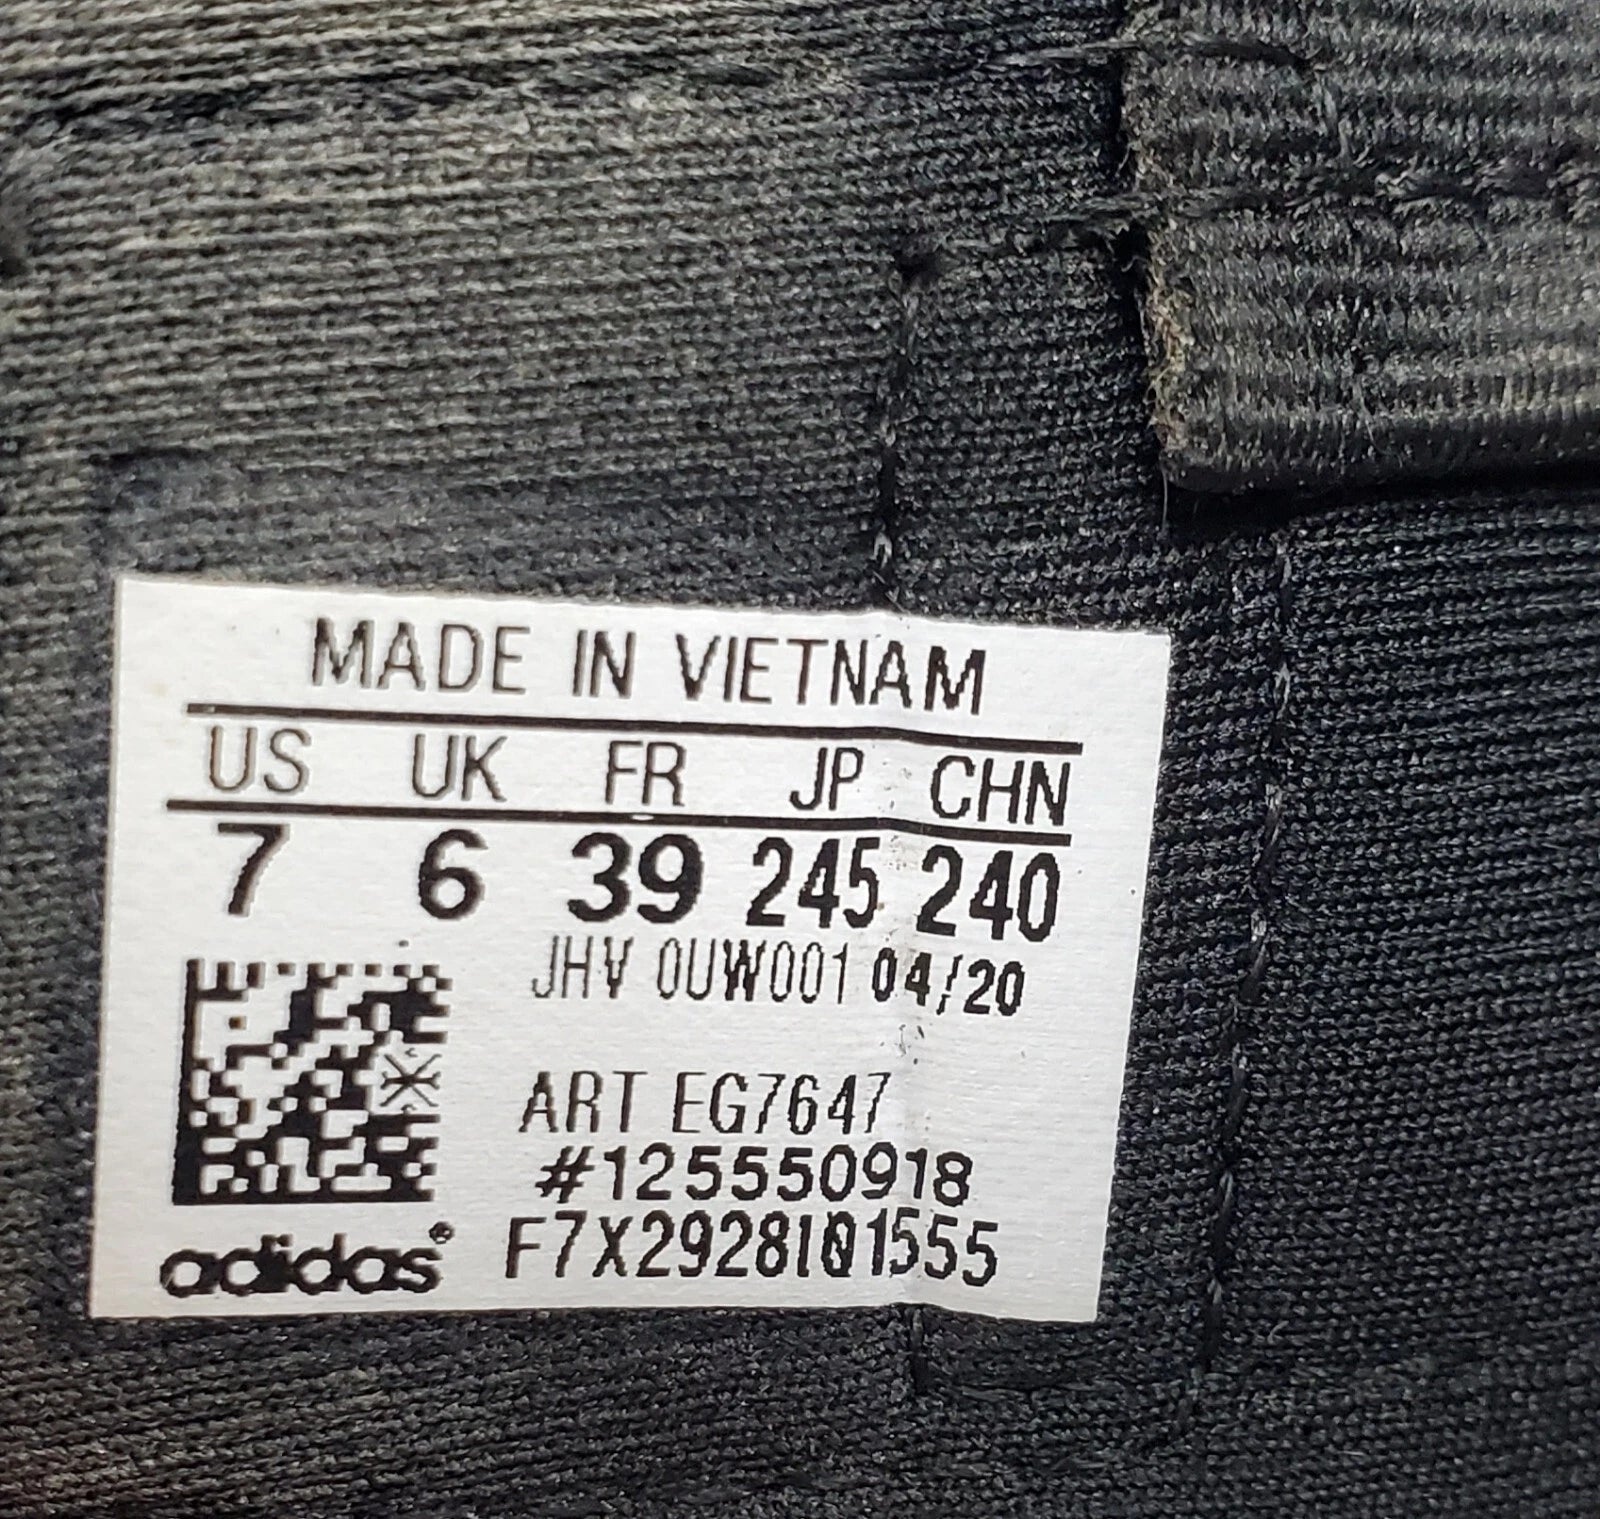 MADE IN VIETNAM
US UK FR JP CHN
7 6 39 245 240
JHV 0UW001 04/20
ART EG7647
#125550918
adidas®